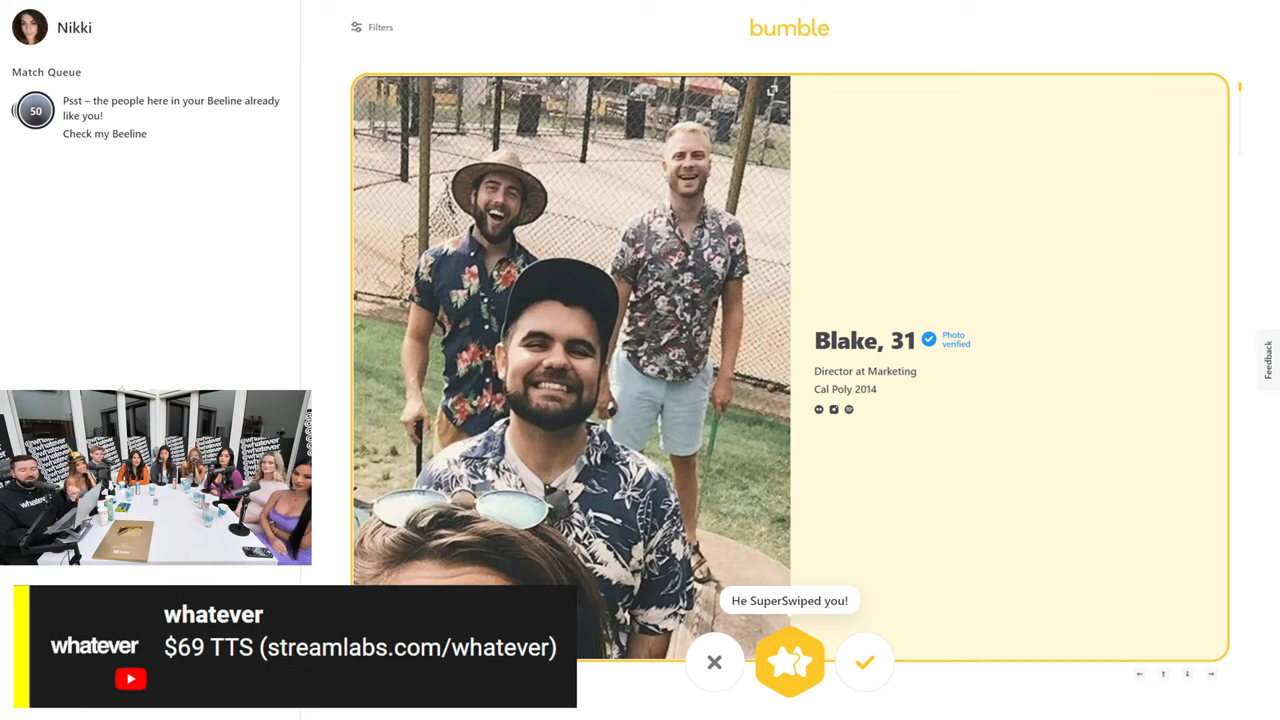 Nikki
Filters
bumble
Match Queue
50
Psst – the people here in your Beeline already
like you!
Check my Beeline
Blake, 31
Photo
verified
Director at Marketing
Cal Poly 2014
Feedback
@whatever
whatever
He SuperSwiped you!
whatever
whatever
$69 TTS (streamlabs.com/whatever)